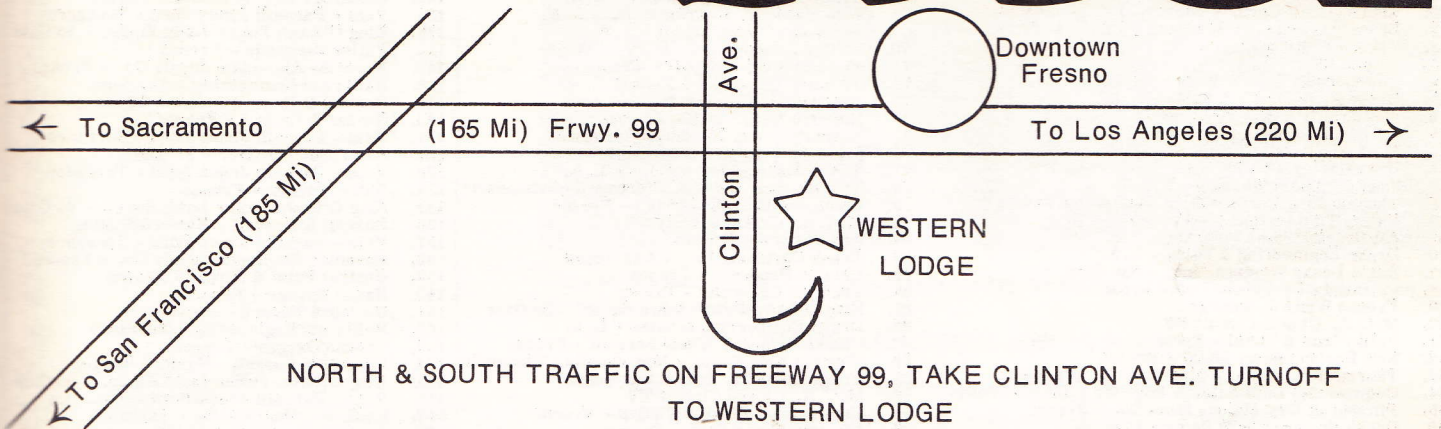 Ave.
Downtown
Fresno
← To Sacramento (165 Mi) Frwy. 99 To Los Angeles (220 Mi) →
← To San Francisco (185 Mi)
Clinton
WESTERN
LODGE
NORTH & SOUTH TRAFFIC ON FREEWAY 99, TAKE CLINTON AVE. TURNOFF
TO WESTERN LODGE